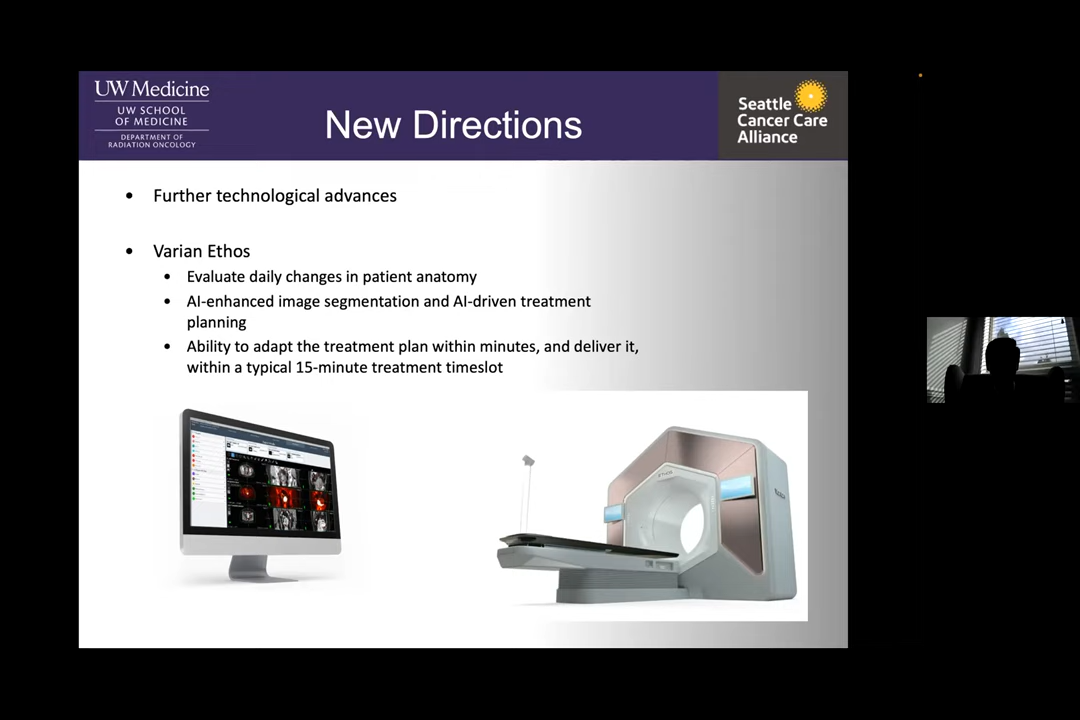 UW Medicine
UW SCHOOL
OF MEDICINE
DEPARTMENT OF
RADIATION ONCOLOGY
New Directions
Seattle
Cancer Care
Alliance
• Further technological advances
• Varian Ethos
• Evaluate daily changes in patient anatomy
• AI-enhanced image segmentation and AI-driven treatment
planning
• Ability to adapt the treatment plan within minutes, and deliver it,
within a typical 15-minute treatment timeslot